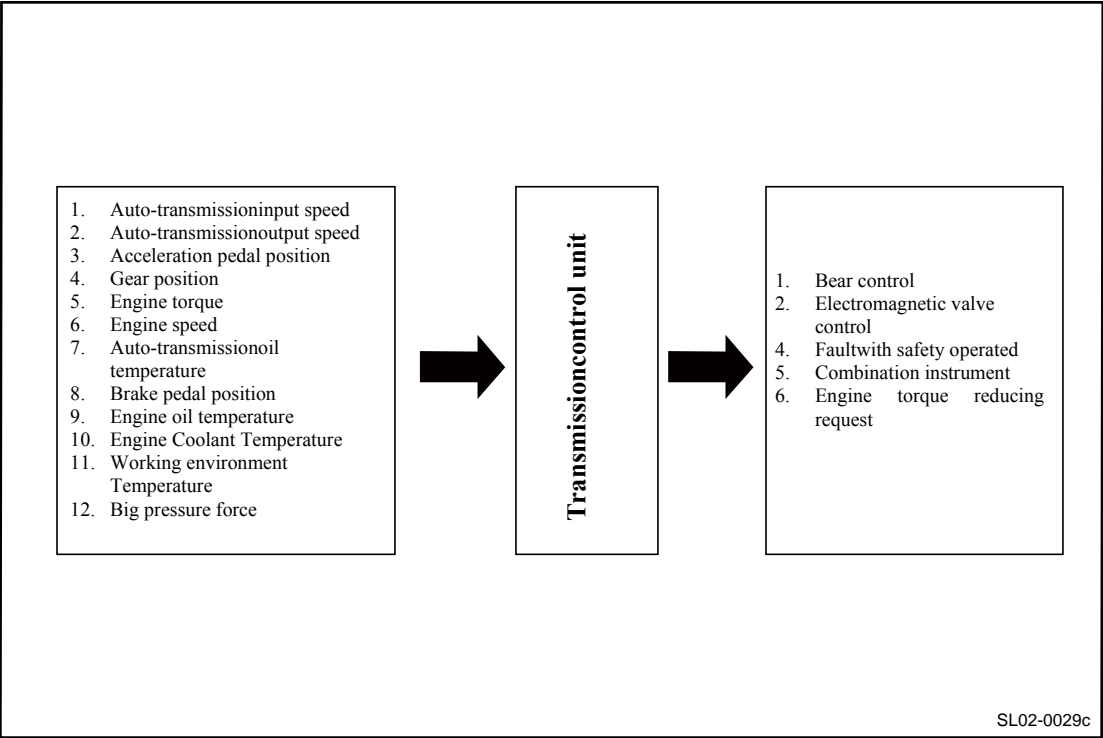 1. Auto-transmissioninput speed
2. Auto-transmissionoutput speed
3. Acceleration pedal position
4. Gear position
5. Engine torque
6. Engine speed
7. Auto-transmissionoil
temperature
8. Brake pedal position
9. Engine oil temperature
10. Engine Coolant Temperature
11. Working environment
Temperature
12. Big pressure force
Transmissioncontrol unit
1. Bear control
2. Electromagnetic valve
control
4. Faultwith safety operated
5. Combination instrument
6. Engine torque reducing
request
SL02-0029c